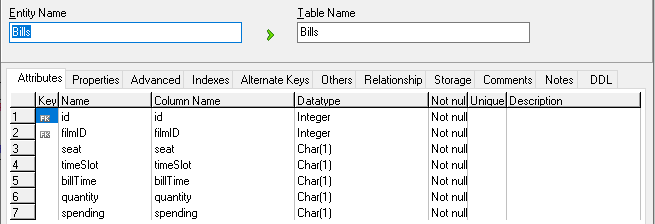 Entity Name Table Name
Bills Bills
Attributes Properties Advanced Indexes Alternate Keys Others Relationship Storage Comments Notes DDL
Key Name Column Name Datatype Not nul Unique Description
1 FK id id Integer Not null
2 FK filmID filmID Integer Not null
3 seat seat Char(1) Not null
4 timeSlot timeSlot Char(1) Not null
5 billTime billTime Char(1) Not null
6 quantity quantity Char(1) Not null
7 spending spending Char(1) Not null